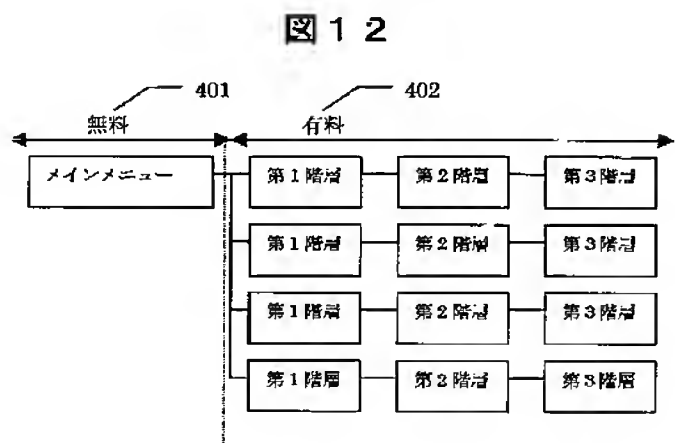 図12
401 402
無料 有料
メインメニュー 第1階層 第2階層 第3階層
第1階層 第2階層 第3階層
第1階層 第2階層 第3階層
第1階層 第2階層 第3階層